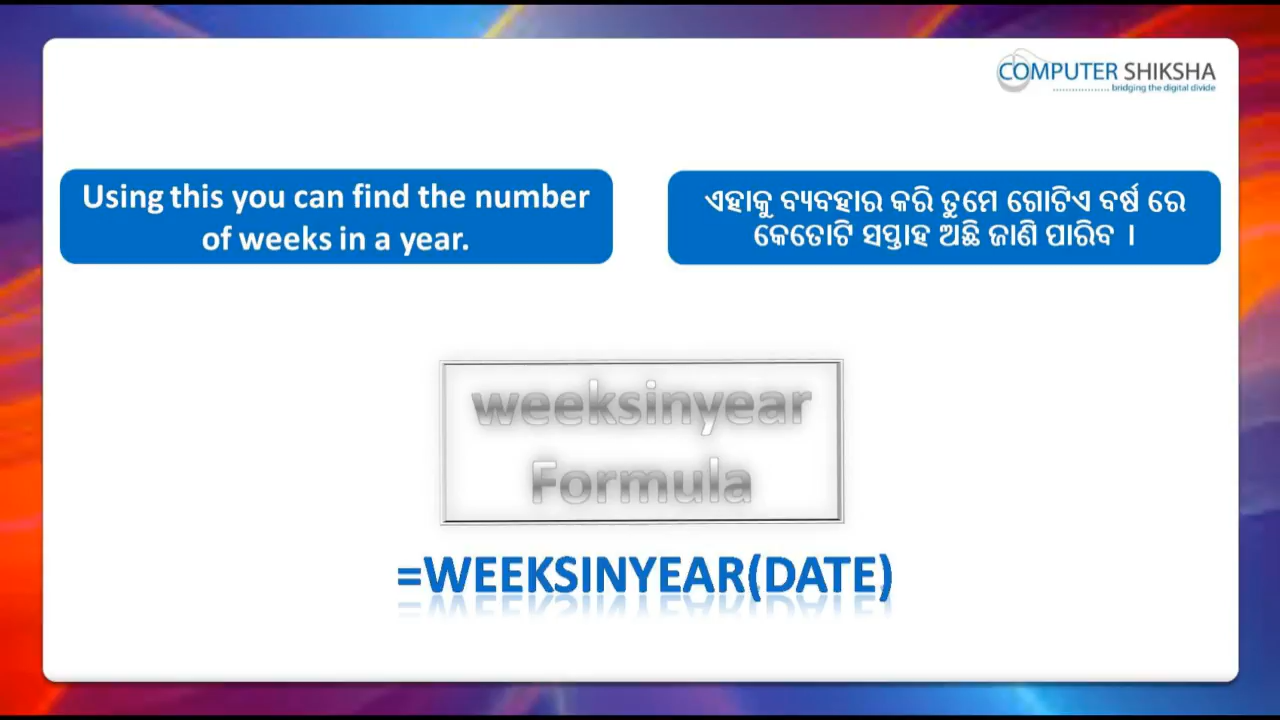 COMPUTER SHIKSHA
bridging the digital divide
Using this you can find the number
of weeks in a year.
ଏହାକୁ ବ୍ୟବହାର କରି ତୁମେ ଗୋଟିଏ ବର୍ଷ ରେ
କେତୋଟି ସପ୍ତାହ ଅଛି ଜାଣି ପାରିବ ।
weeksinyear
Formula
=WEEKSINYEAR(DATE)